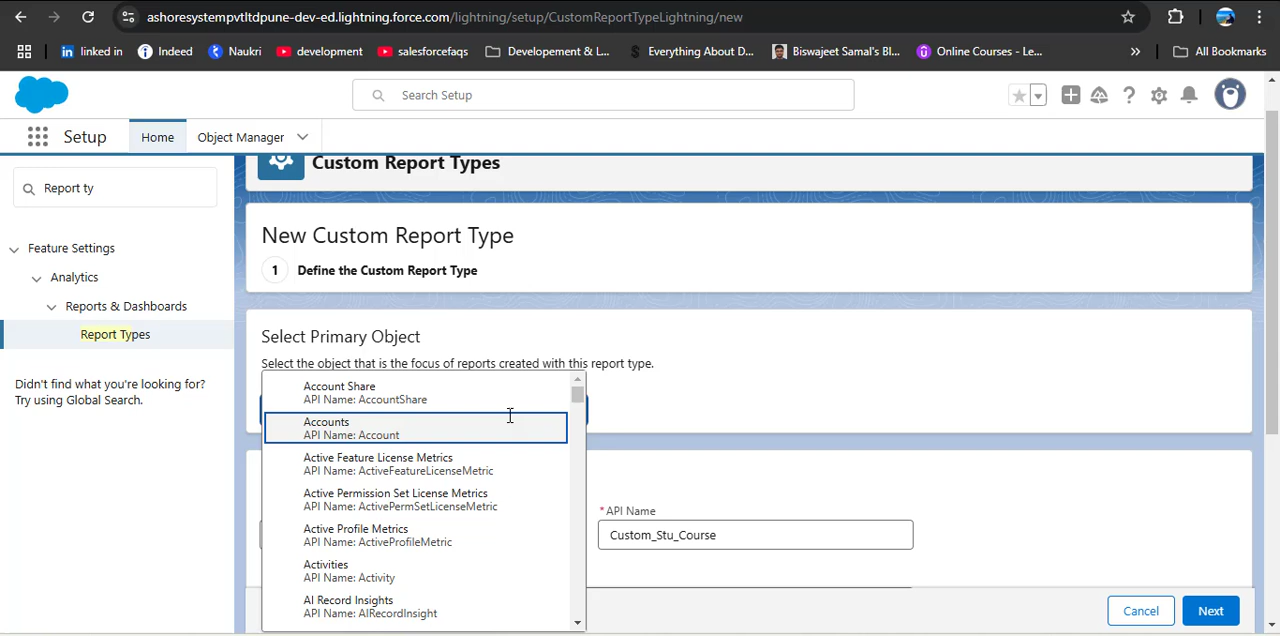 ashoresystempvtltdpune-dev-ed.lightning.force.com/lightning/setup/CustomReportTypeLightning/new
linked in
Indeed
Naukri
development
salesforcefaqs
Developement & L...
Everything About D...
Biswajeet Samal's Bl...
Online Courses - Le...
All Bookmarks
Search Setup
Setup
Home
Object Manager
Report ty
Feature Settings
Analytics
Reports & Dashboards
Report Types
Didn't find what you're looking for?
Try using Global Search.
Custom Report Types
New Custom Report Type
1 Define the Custom Report Type
Select Primary Object
Select the object that is the focus of reports created with this report type.
Account Share
API Name: AccountShare
Accounts
API Name: Account
Active Feature License Metrics
API Name: ActiveFeatureLicenseMetric
Active Permission Set License Metrics
API Name: ActivePermSetLicenseMetric
Active Profile Metrics
API Name: ActiveProfileMetric
Activities
API Name: Activity
AI Record Insights
API Name: AIRecordInsight
*API Name
Custom_Stu_Course
Cancel
Next